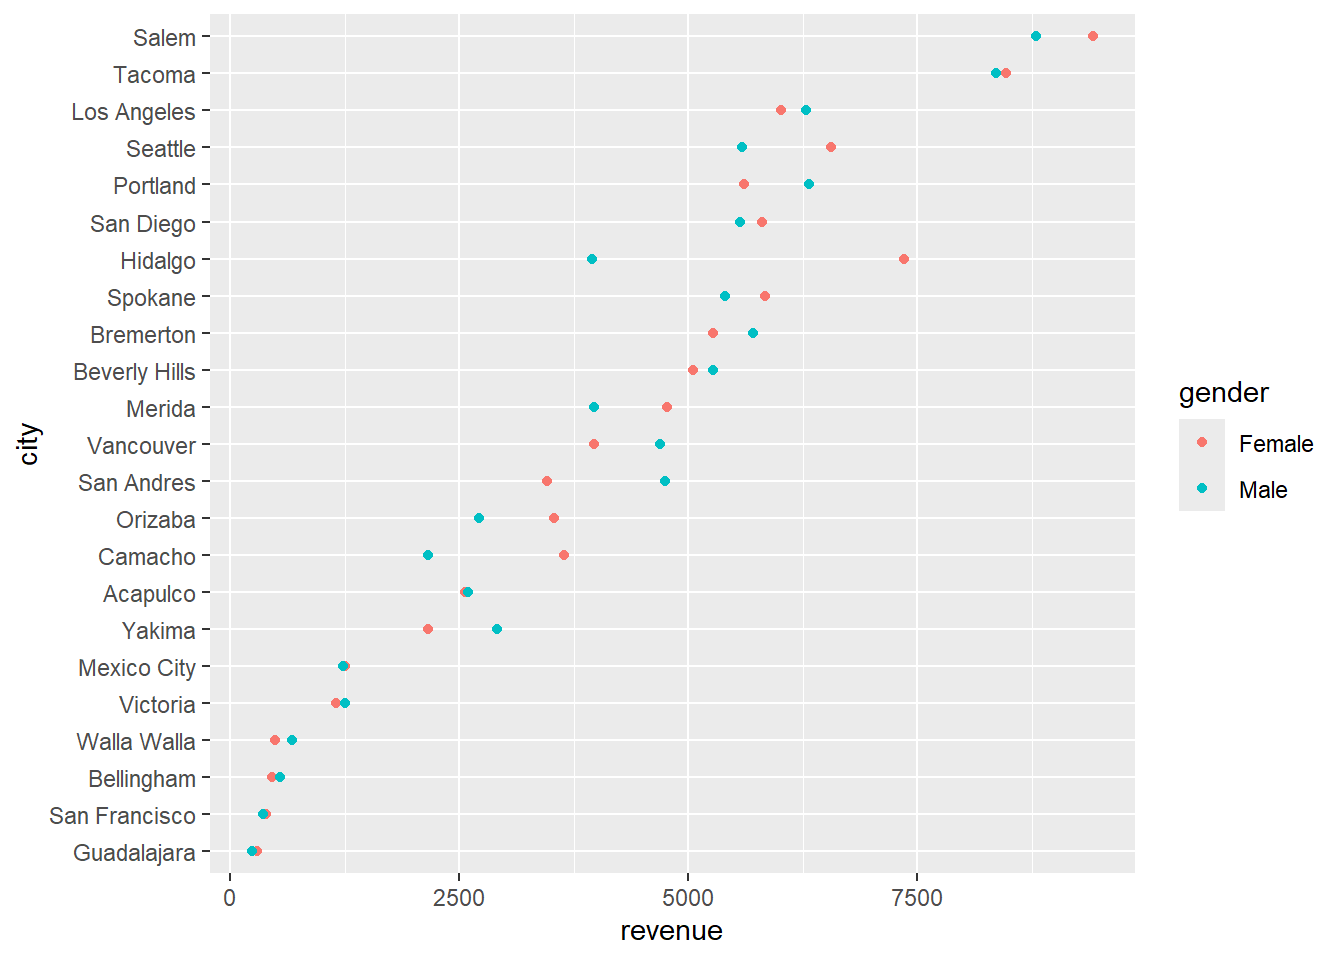 Salem
Tacoma
Los Angeles
Seattle
Portland
San Diego
Hidalgo
Spokane
Bremerton
Beverly Hills
Merida
Vancouver
San Andres
Orizaba
Camacho
Acapulco
Yakima
Mexico City
Victoria
Walla Walla
Bellingham
San Francisco
Guadalajara
city
0 2500 5000 7500
revenue
gender
Female
Male